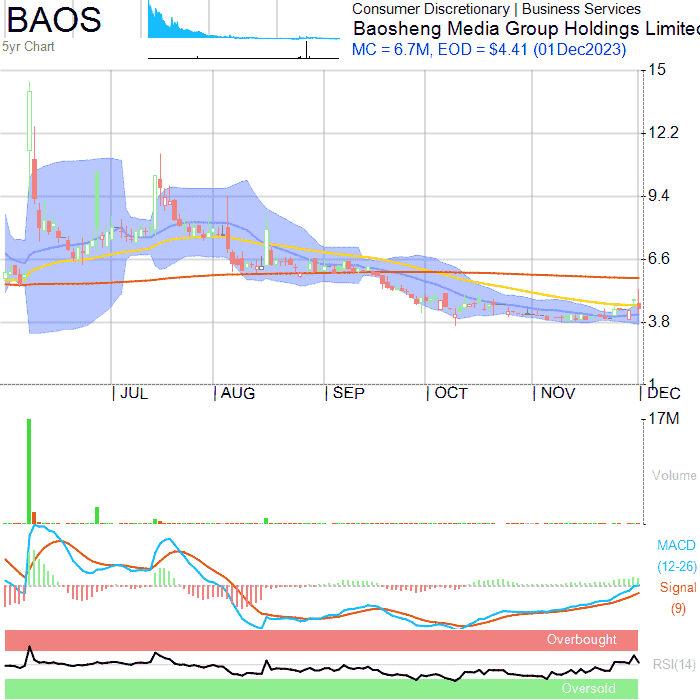 BAOS
5yr Chart
Consumer Discretionary | Business Services
Baosheng Media Group Holdings Limited
MC = 6.7M, EOD = $4.41 (01Dec2023)
15
12.2
9.4
6.6
3.8
1
JUL AUG SEP OCT NOV DEC
17M
Volume
MACD
(12-26)
Signal
(9)
Overbought
RSI(14)
Oversold